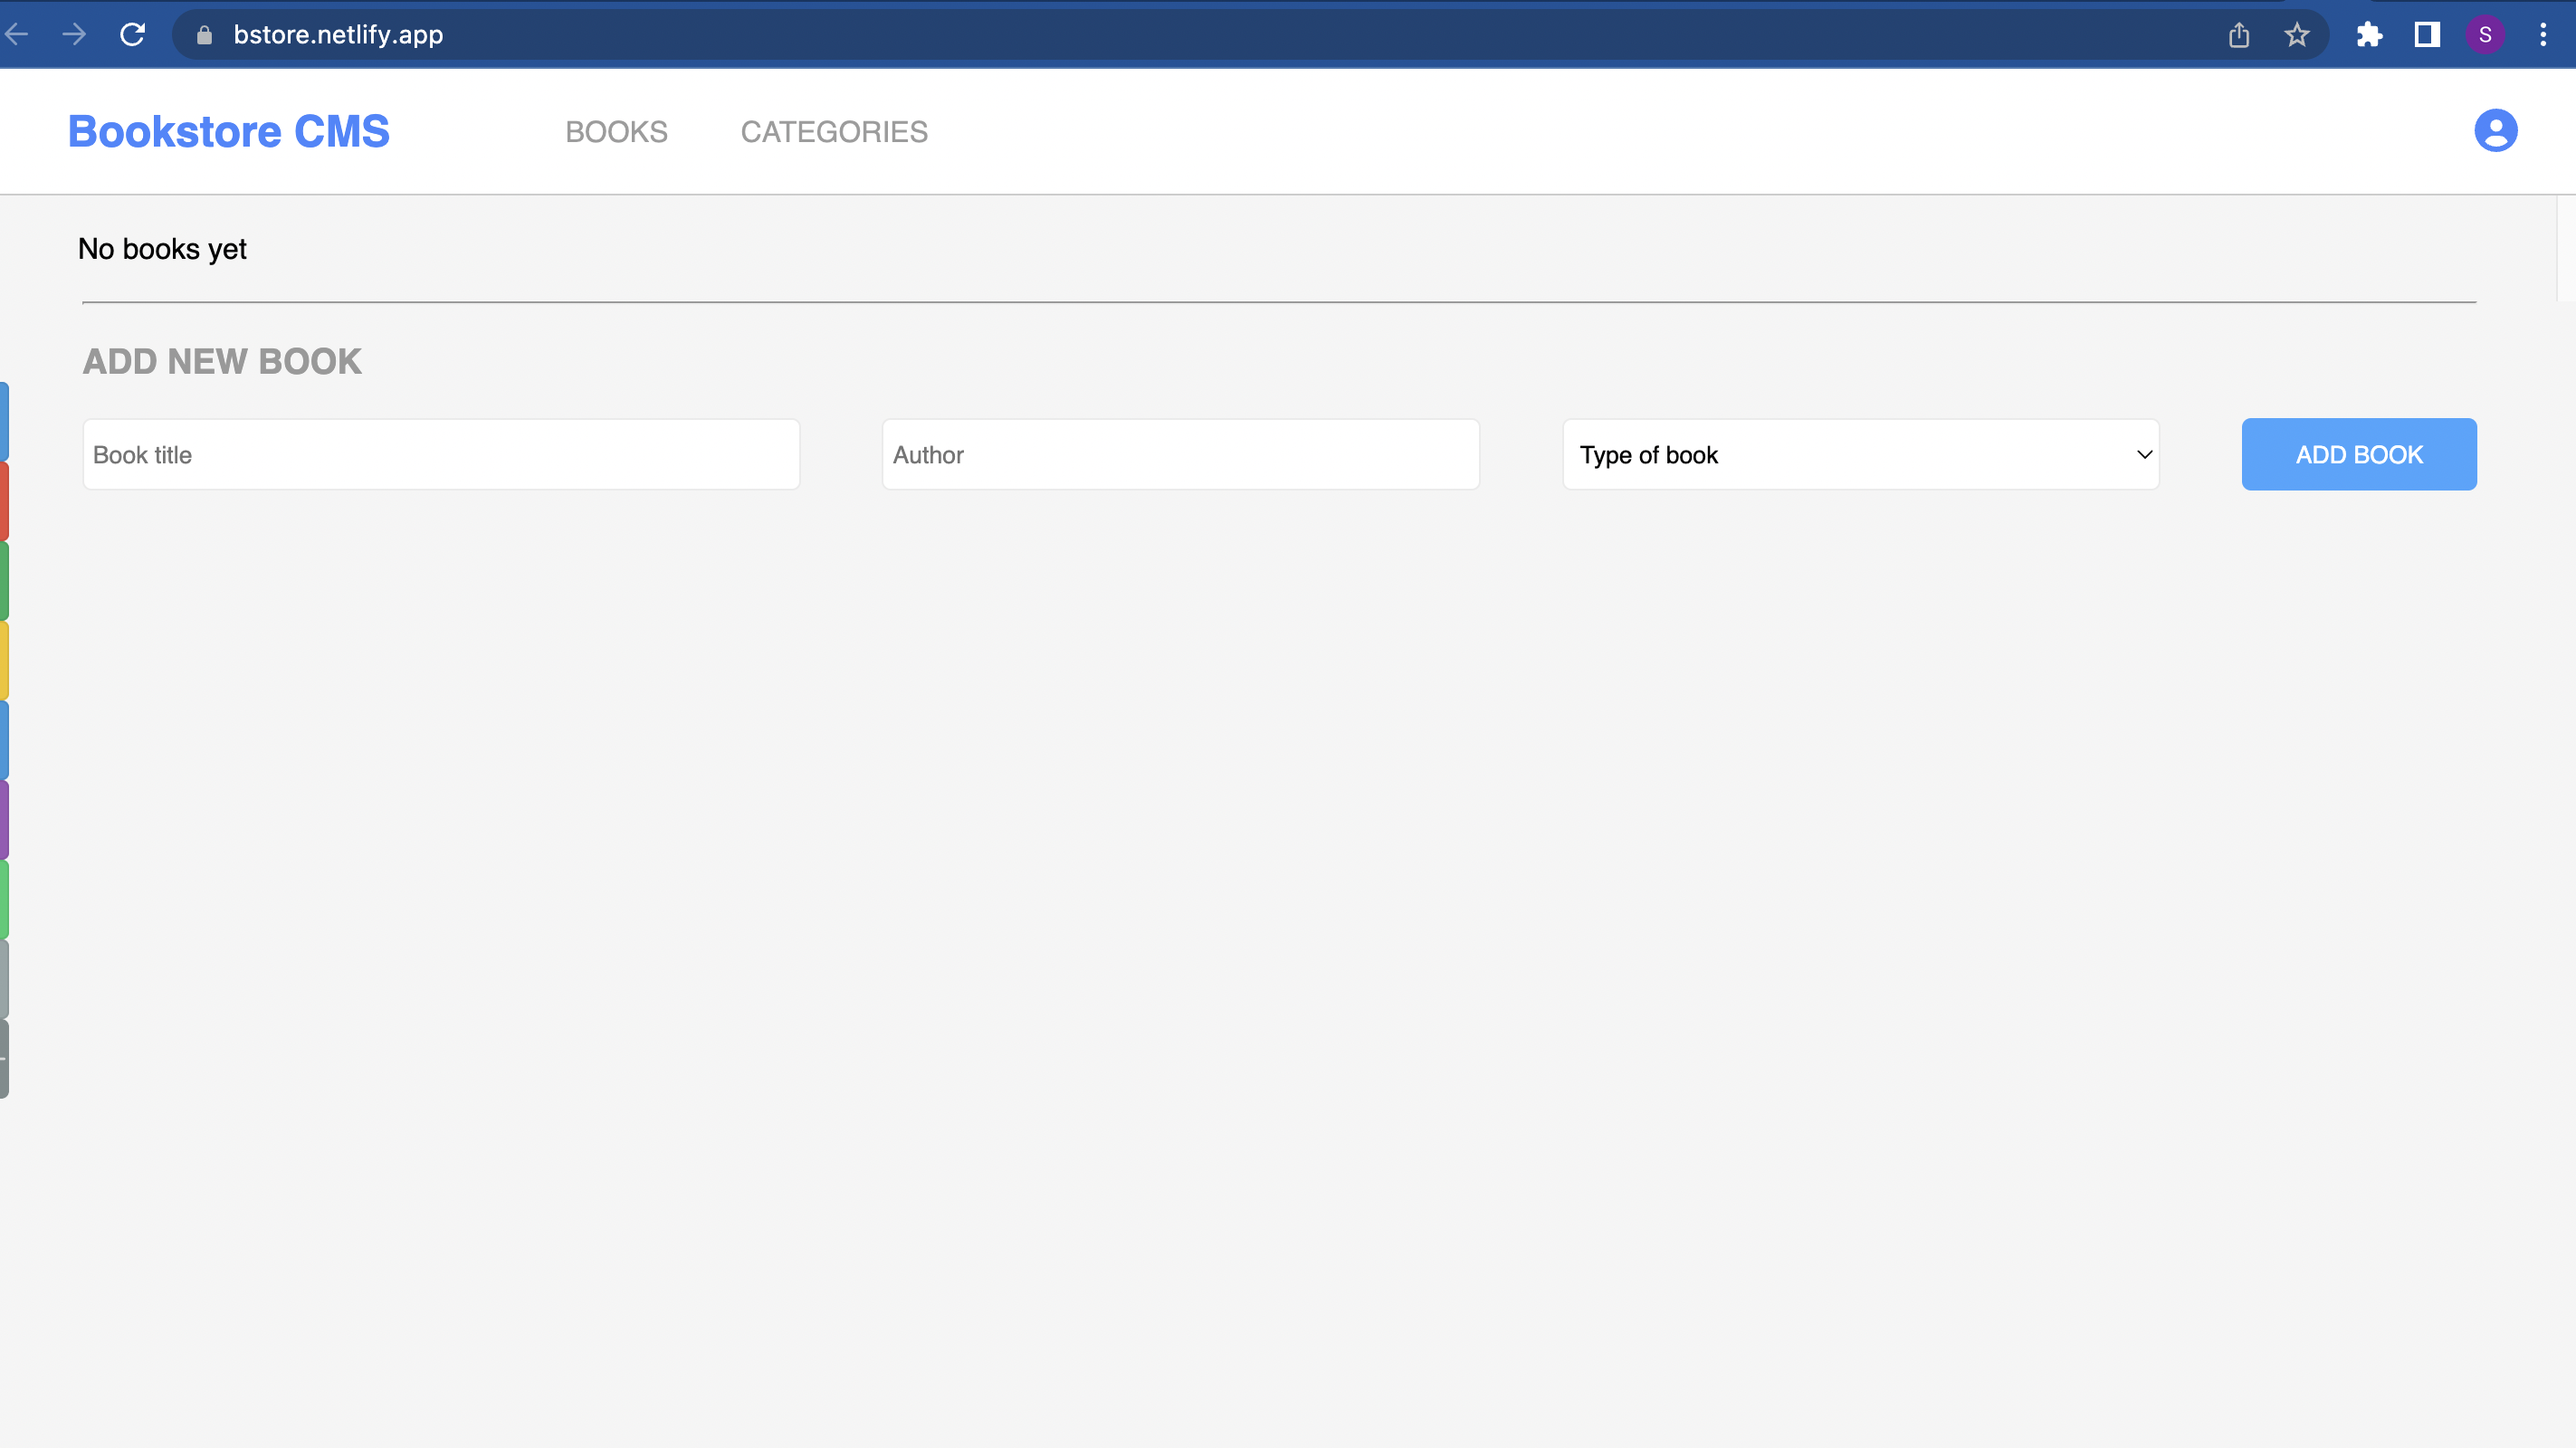 bstore.netlify.app
S
Bookstore CMS
BOOKS
CATEGORIES
No books yet
ADD NEW BOOK
Book title
Author
Type of book
ADD BOOK